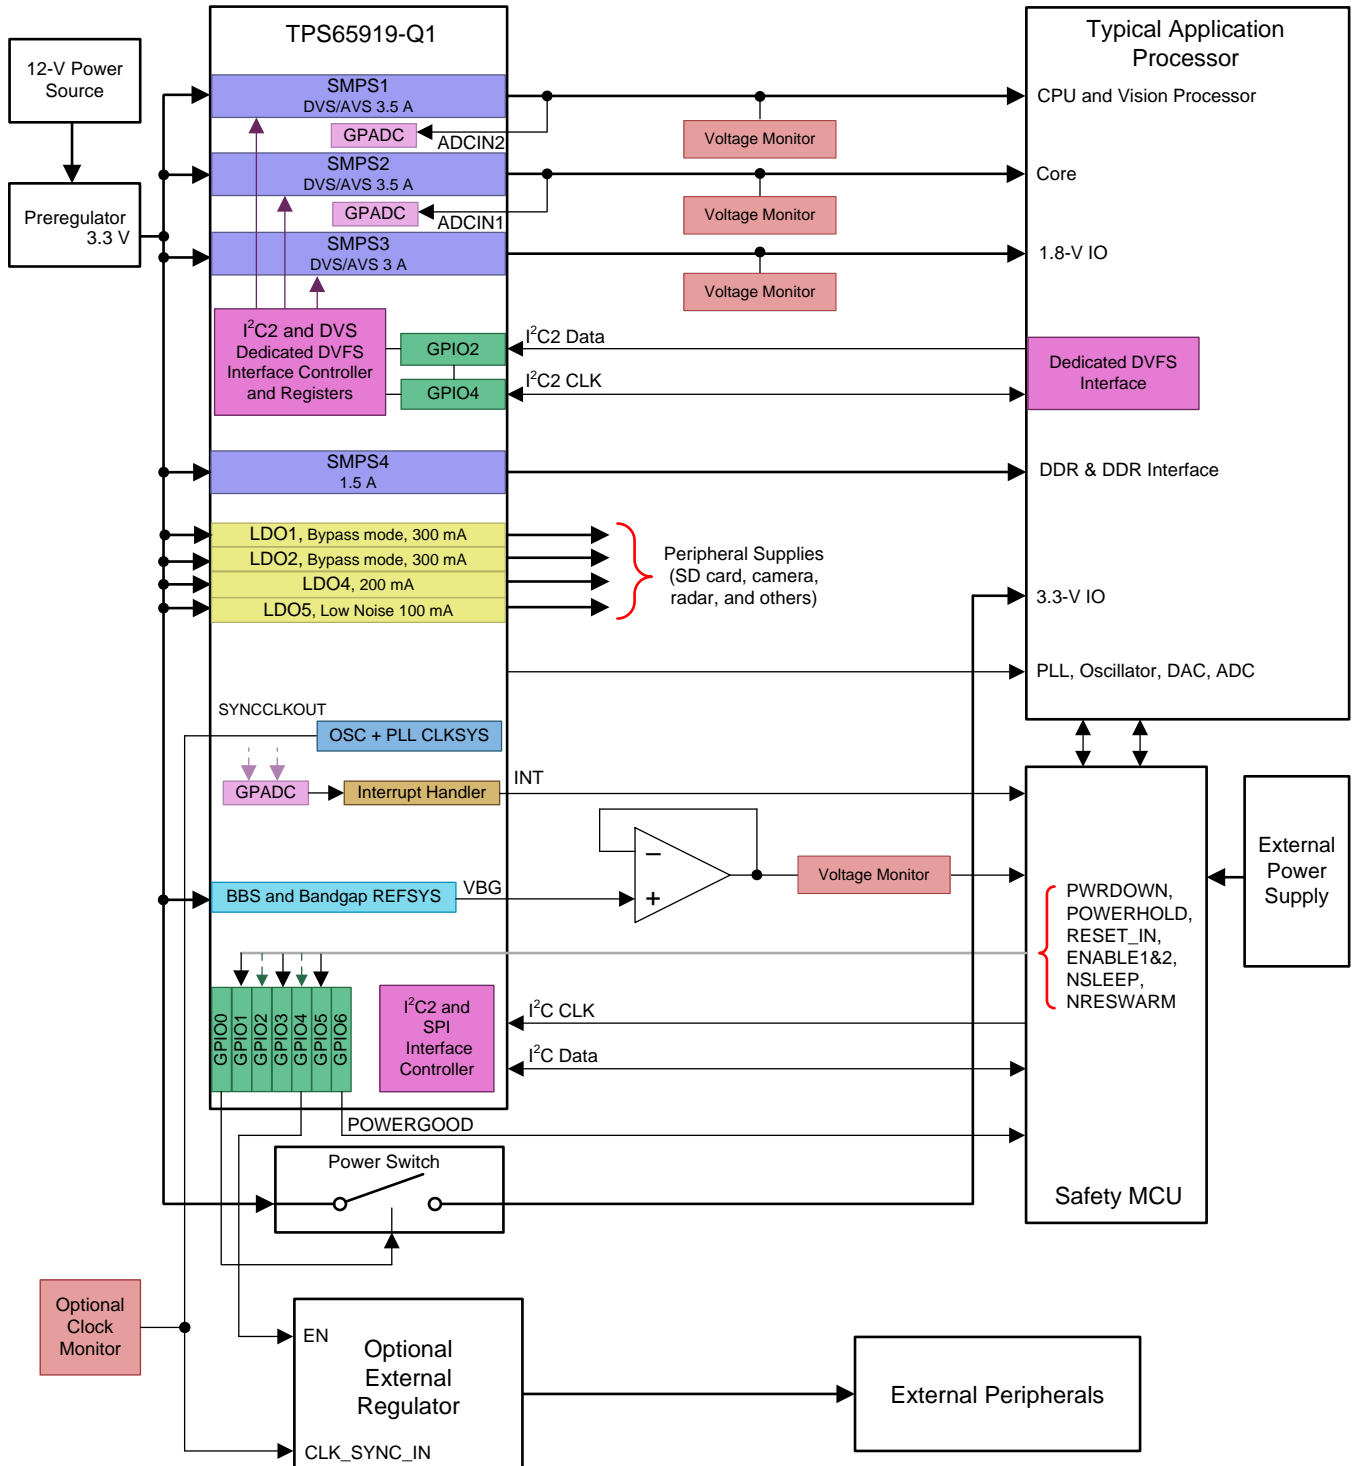 TPS65919-Q1
Typical Application
Processor
12-V Power
Source
SMPS1
DVS/AVS 3.5 A
CPU and Vision Processor
GPADC
ADCIN2
Voltage Monitor
SMPS2
DVS/AVS 3.5 A
Core
Preregulator
3.3 V
GPADC
ADCIN1
Voltage Monitor
SMPS3
DVS/AVS 3 A
1.8-V IO
Voltage Monitor
I²C2 and DVS
Dedicated DVFS
Interface Controller
and Registers
GPIO2
GPIO4
I²C2 Data
I²C2 CLK
Dedicated DVFS
Interface
SMPS4
1.5 A
DDR & DDR Interface
LDO1, Bypass mode, 300 mA
LDO2, Bypass mode, 300 mA
LDO4, 200 mA
LDO5, Low Noise 100 mA
Peripheral Supplies
(SD card, camera,
radar, and others)
3.3-V IO
PLL, Oscillator, DAC, ADC
SYNCCLKOUT
OSC + PLL CLKSYS
GPADC
Interrupt Handler
INT
BBS and Bandgap REFSYS
VBG
−
+
Voltage Monitor
External
Power
Supply
PWRDOWN,
POWERHOLD,
RESET_IN,
ENABLE1&2,
NSLEEP,
NRESWARM
GPIO0
GPIO1
GPIO2
GPIO3
GPIO4
GPIO5
GPIO6
I²C2 and
SPI
Interface
Controller
I²C CLK
I²C Data
POWERGOOD
Safety MCU
Power Switch
Optional
Clock
Monitor
EN
Optional
External
Regulator
CLK_SYNC_IN
External Peripherals